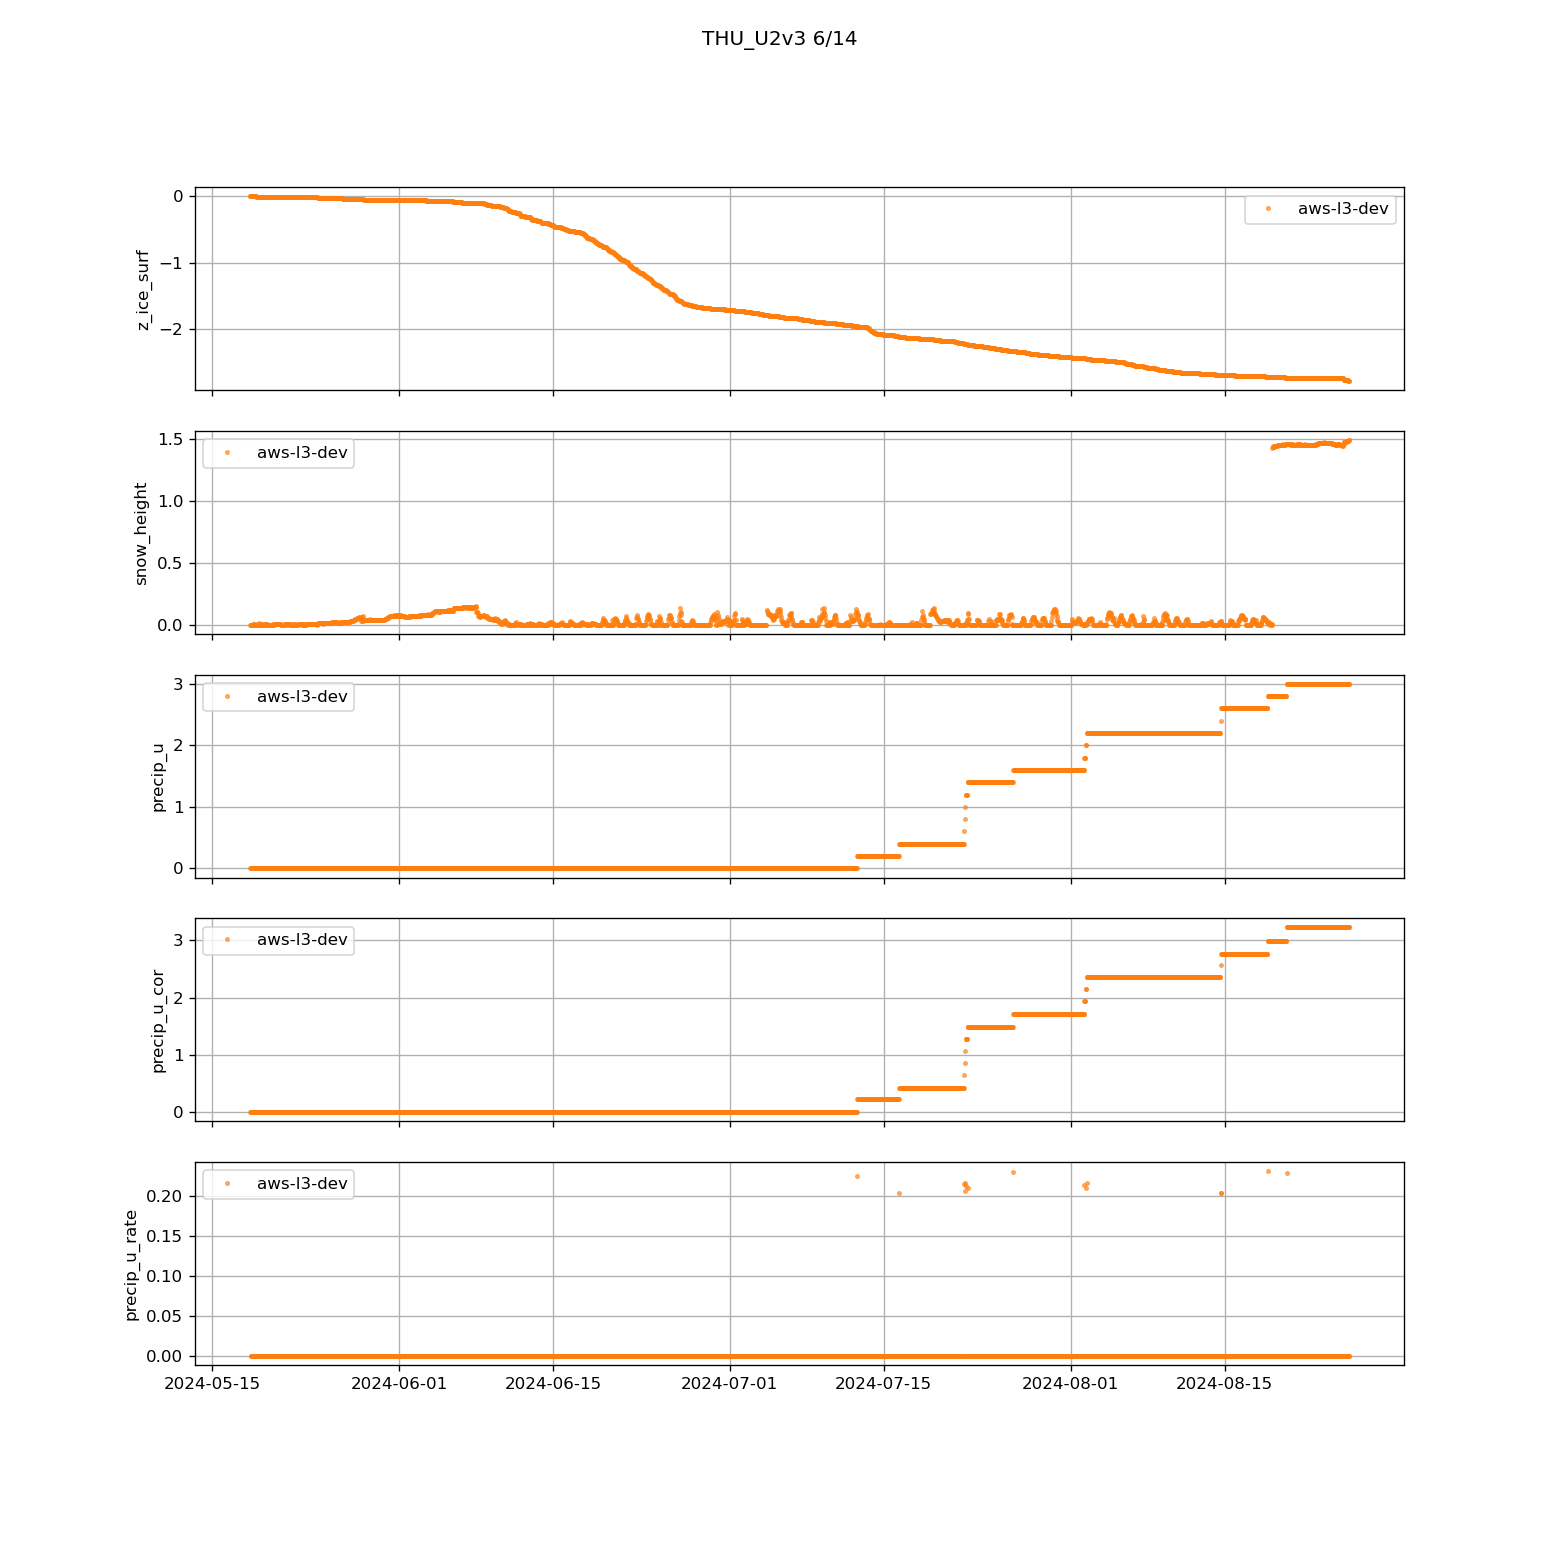 THU_U2v3 6/14
0
−1
−2
z_ice_surf
aws-l3-dev
1.5
1.0
0.5
0.0
snow_height
aws-l3-dev
3
2
1
0
precip_u
aws-l3-dev
3
2
1
0
precip_u_cor
aws-l3-dev
0.20
0.15
0.10
0.05
0.00
precip_u_rate
aws-l3-dev
2024-05-15 2024-06-01 2024-06-15 2024-07-01 2024-07-15 2024-08-01 2024-08-15